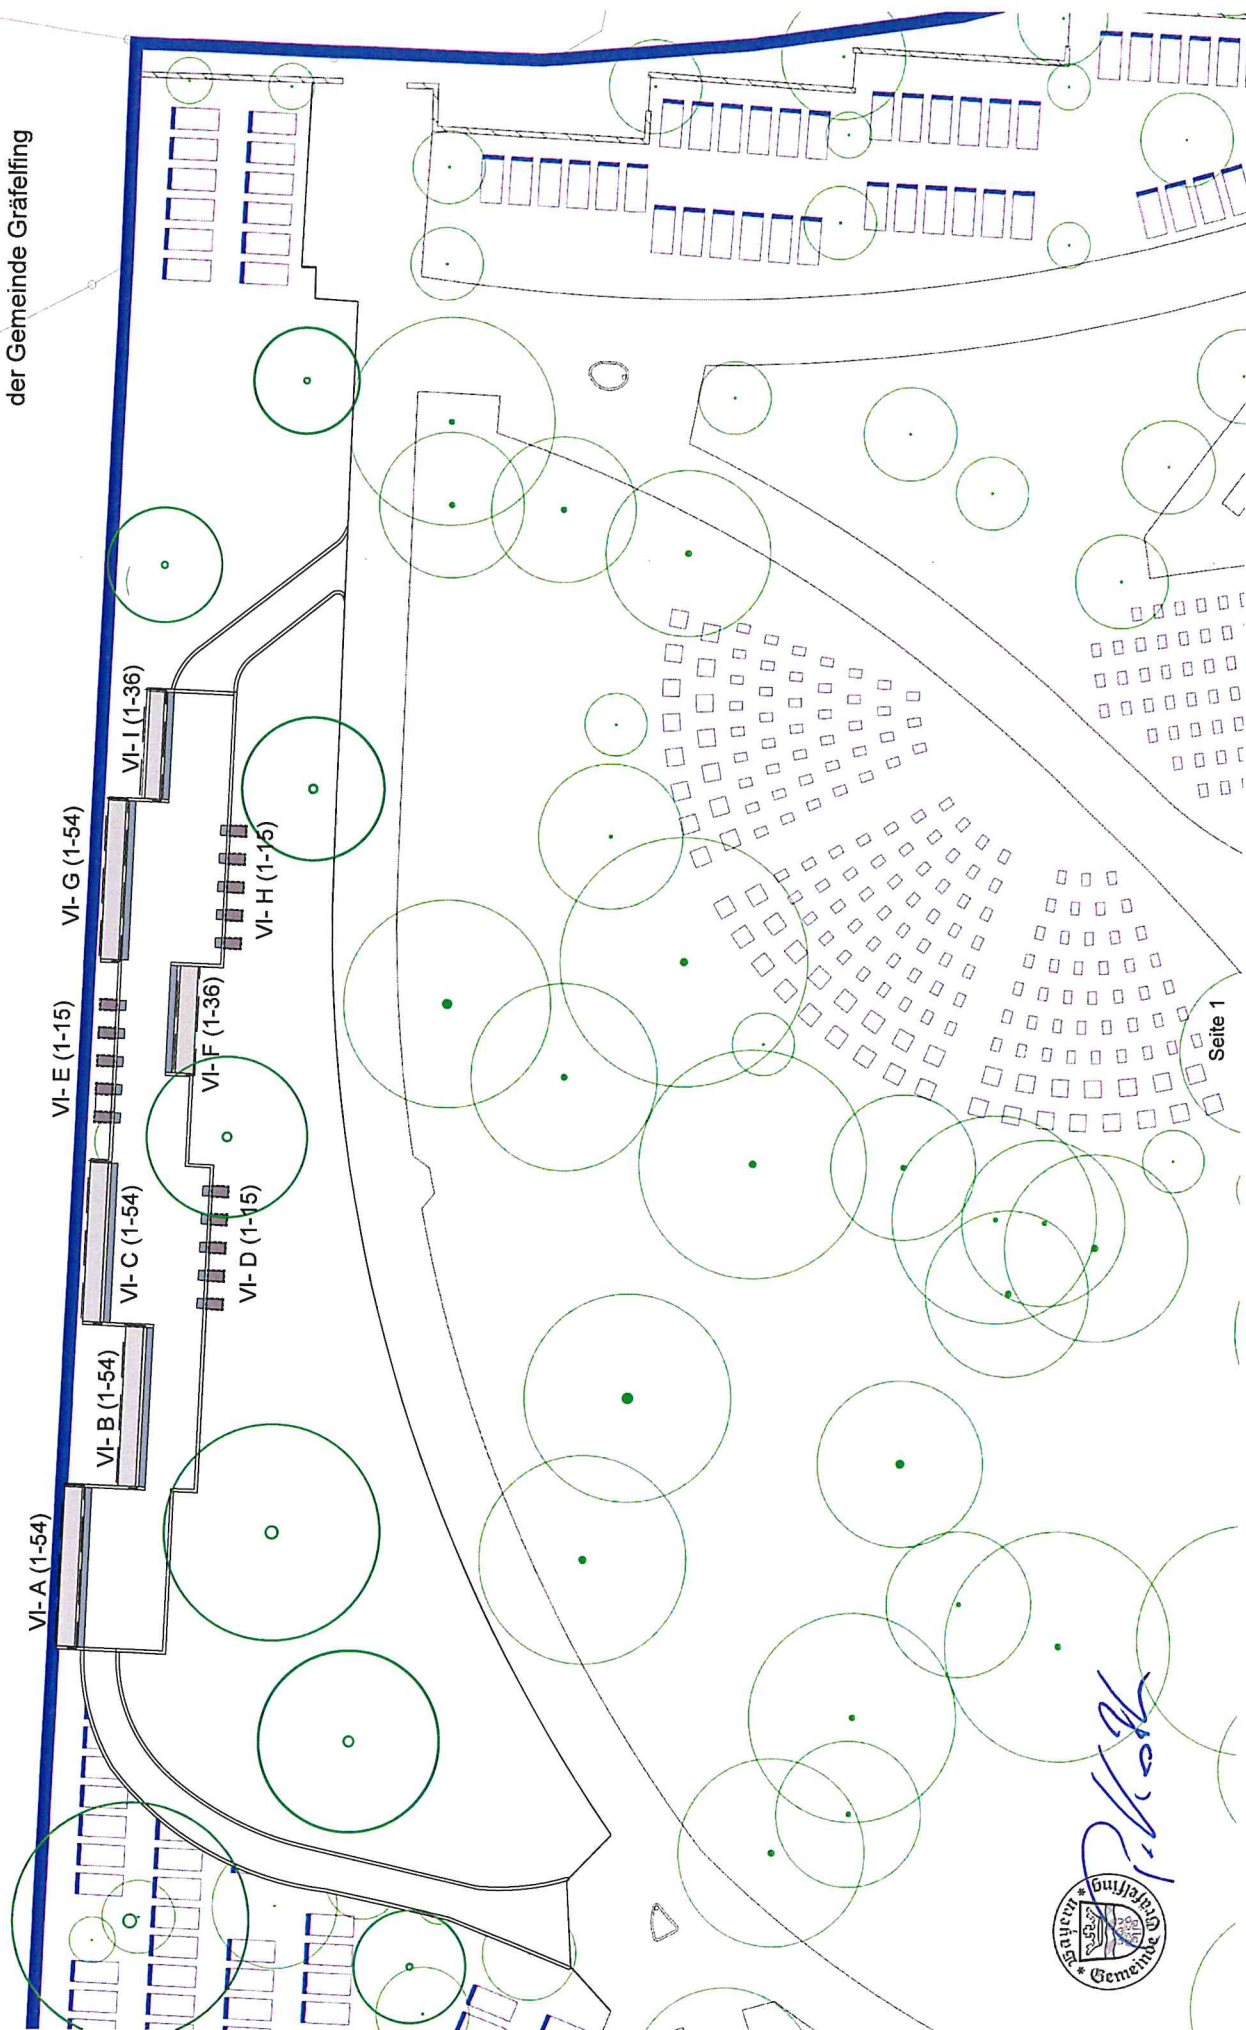 der Gemeinde Gräfelfing
VI- A (1-54)
VI- B (1-54)
VI- C (1-54)
VI- D (1-15)
VI- E (1-15)
VI- F (1-36)
VI- G (1-54)
VI- H (1-15)
VI- I (1-36)
Seite 1
* Bayern *
Gemeinde Gräfelfing